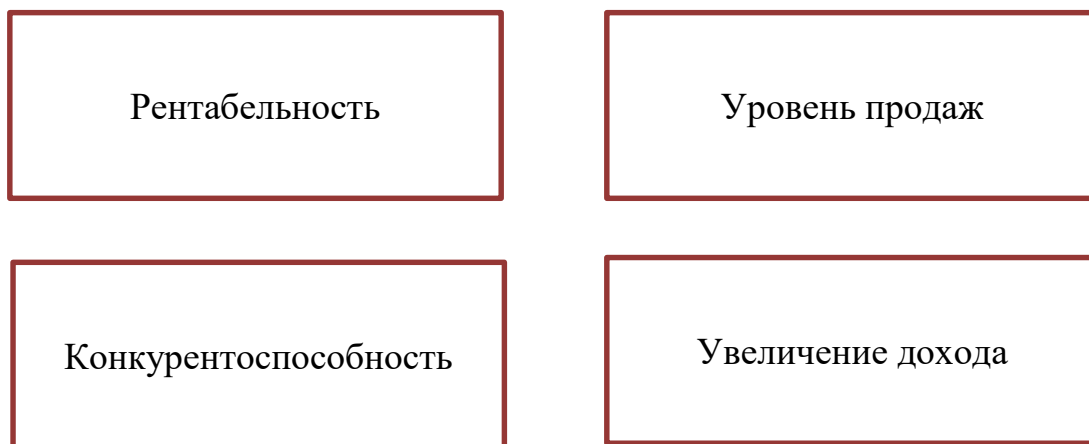 Рентабельность
Уровень продаж
Конкурентоспособность
Увеличение дохода